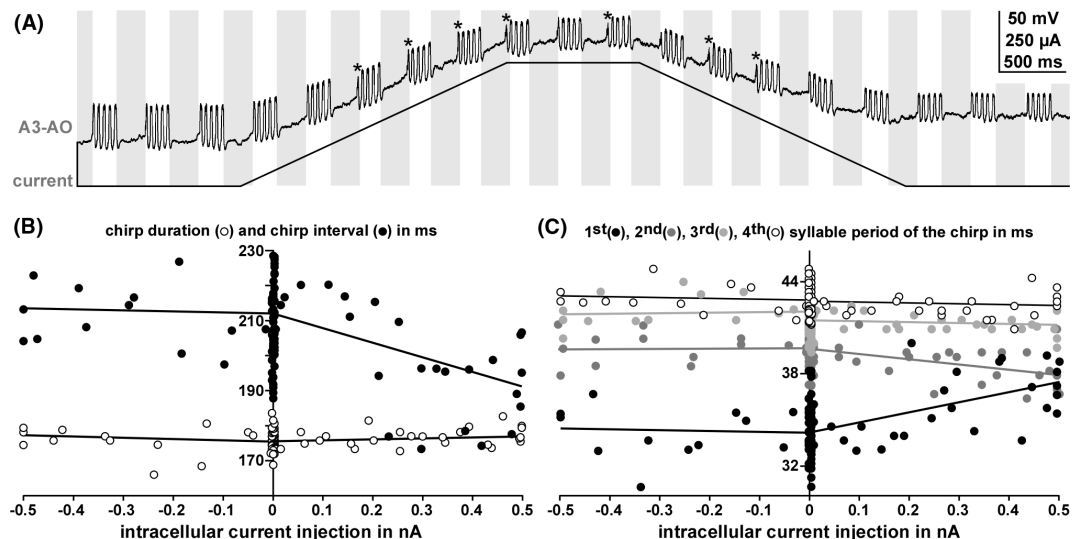 (A)
* * * * * * *
50 mV
250 µA
500 ms
A3-AO
current
(B)
chirp duration (○) and chirp interval (●) in ms
230
210
190
170
-0.5 -0.4 -0.3 -0.2 -0.1 0 0.1 0.2 0.3 0.4 0.5
intracellular current injection in nA
(C)
1st(●), 2nd(●), 3rd(●), 4th(○) syllable period of the chirp in ms
44
38
32
-0.5 -0.4 -0.3 -0.2 -0.1 0 0.1 0.2 0.3 0.4 0.5
intracellular current injection in nA